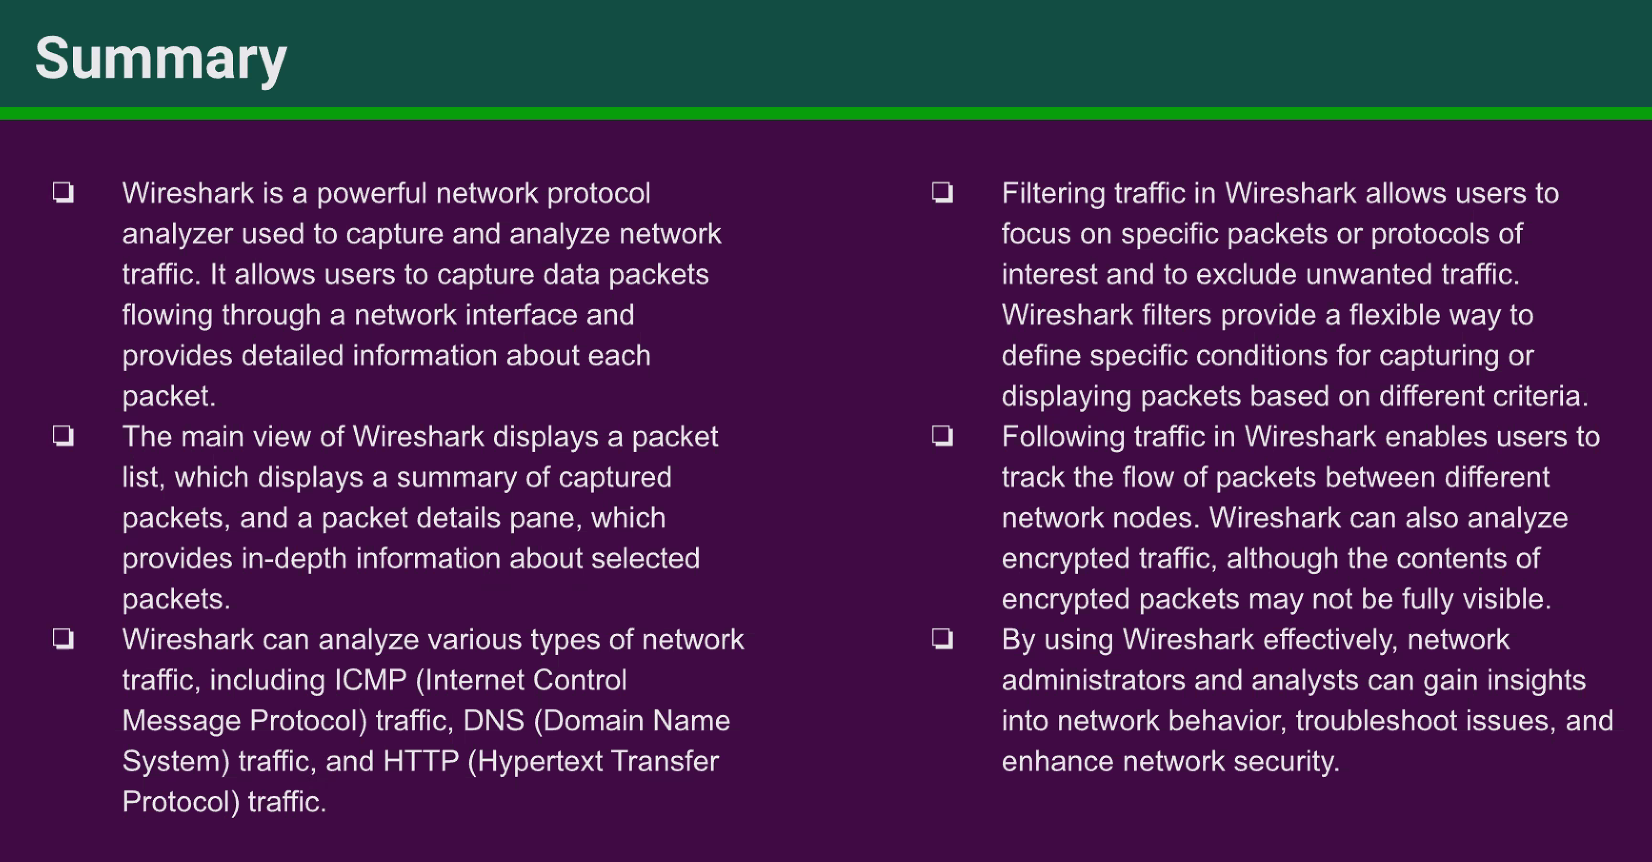 Summary
Wireshark is a powerful network protocol
analyzer used to capture and analyze network
traffic. It allows users to capture data packets
flowing through a network interface and
provides detailed information about each
packet.
The main view of Wireshark displays a packet
list, which displays a summary of captured
packets, and a packet details pane, which
provides in-depth information about selected
packets.
Wireshark can analyze various types of network
traffic, including ICMP (Internet Control
Message Protocol) traffic, DNS (Domain Name
System) traffic, and HTTP (Hypertext Transfer
Protocol) traffic.
Filtering traffic in Wireshark allows users to
focus on specific packets or protocols of
interest and to exclude unwanted traffic.
Wireshark filters provide a flexible way to
define specific conditions for capturing or
displaying packets based on different criteria.
Following traffic in Wireshark enables users to
track the flow of packets between different
network nodes. Wireshark can also analyze
encrypted traffic, although the contents of
encrypted packets may not be fully visible.
By using Wireshark effectively, network
administrators and analysts can gain insights
into network behavior, troubleshoot issues, and
enhance network security.